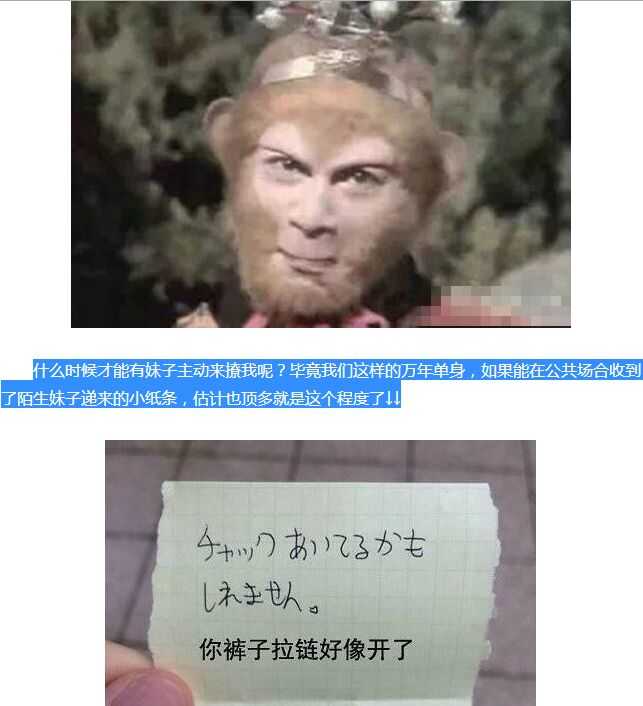 什么时候才能有妹子主动来撩我呢？毕竟我们这样的万年单身，如果能在公共场合收到
了陌生妹子递来的小纸条，估计也顶多就是这个程度了↓↓
チャックあいてるかも
しれません。
你裤子拉链好像开了